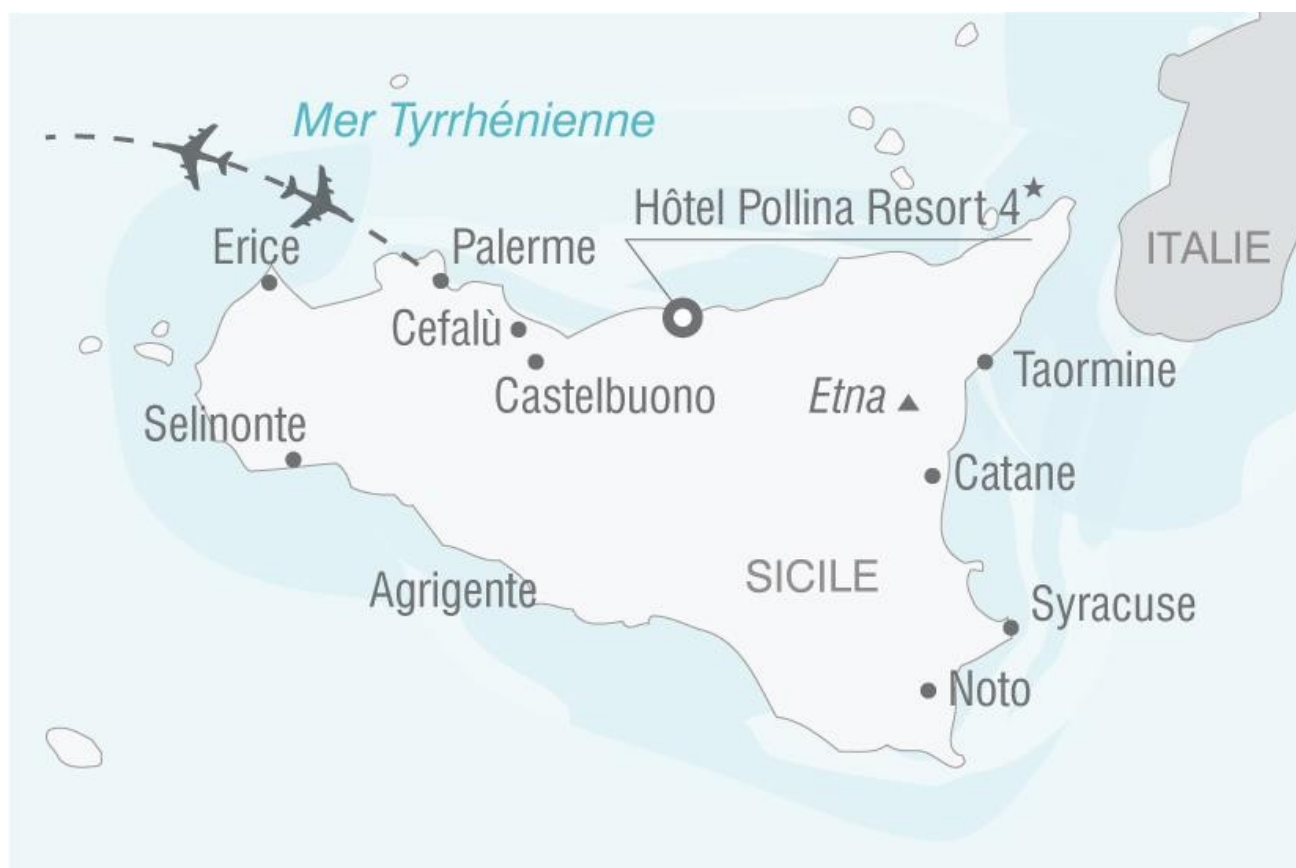 Mer Tyrrhénienne
Hôtel Pollina Resort 4★
Erice
Palerme
ITALIE
Cefalù
Castelbuono
Etna
Taormine
Selinonte
Catane
SICILE
Agrigente
Syracuse
Noto